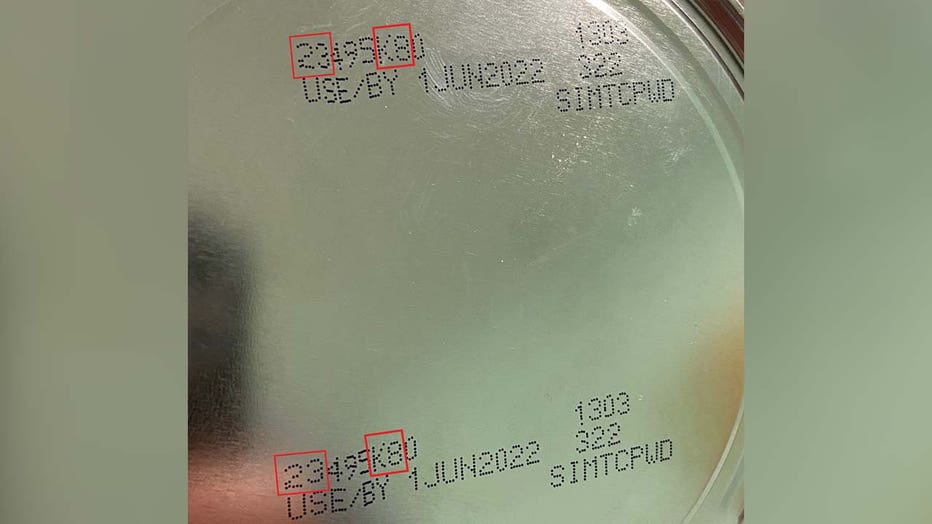 23495K80
USE/BY 1JUN2022
1303
322
SIMTCPWD
23495K80
USE/BY 1JUN2022
1303
322
SIMTCPWD